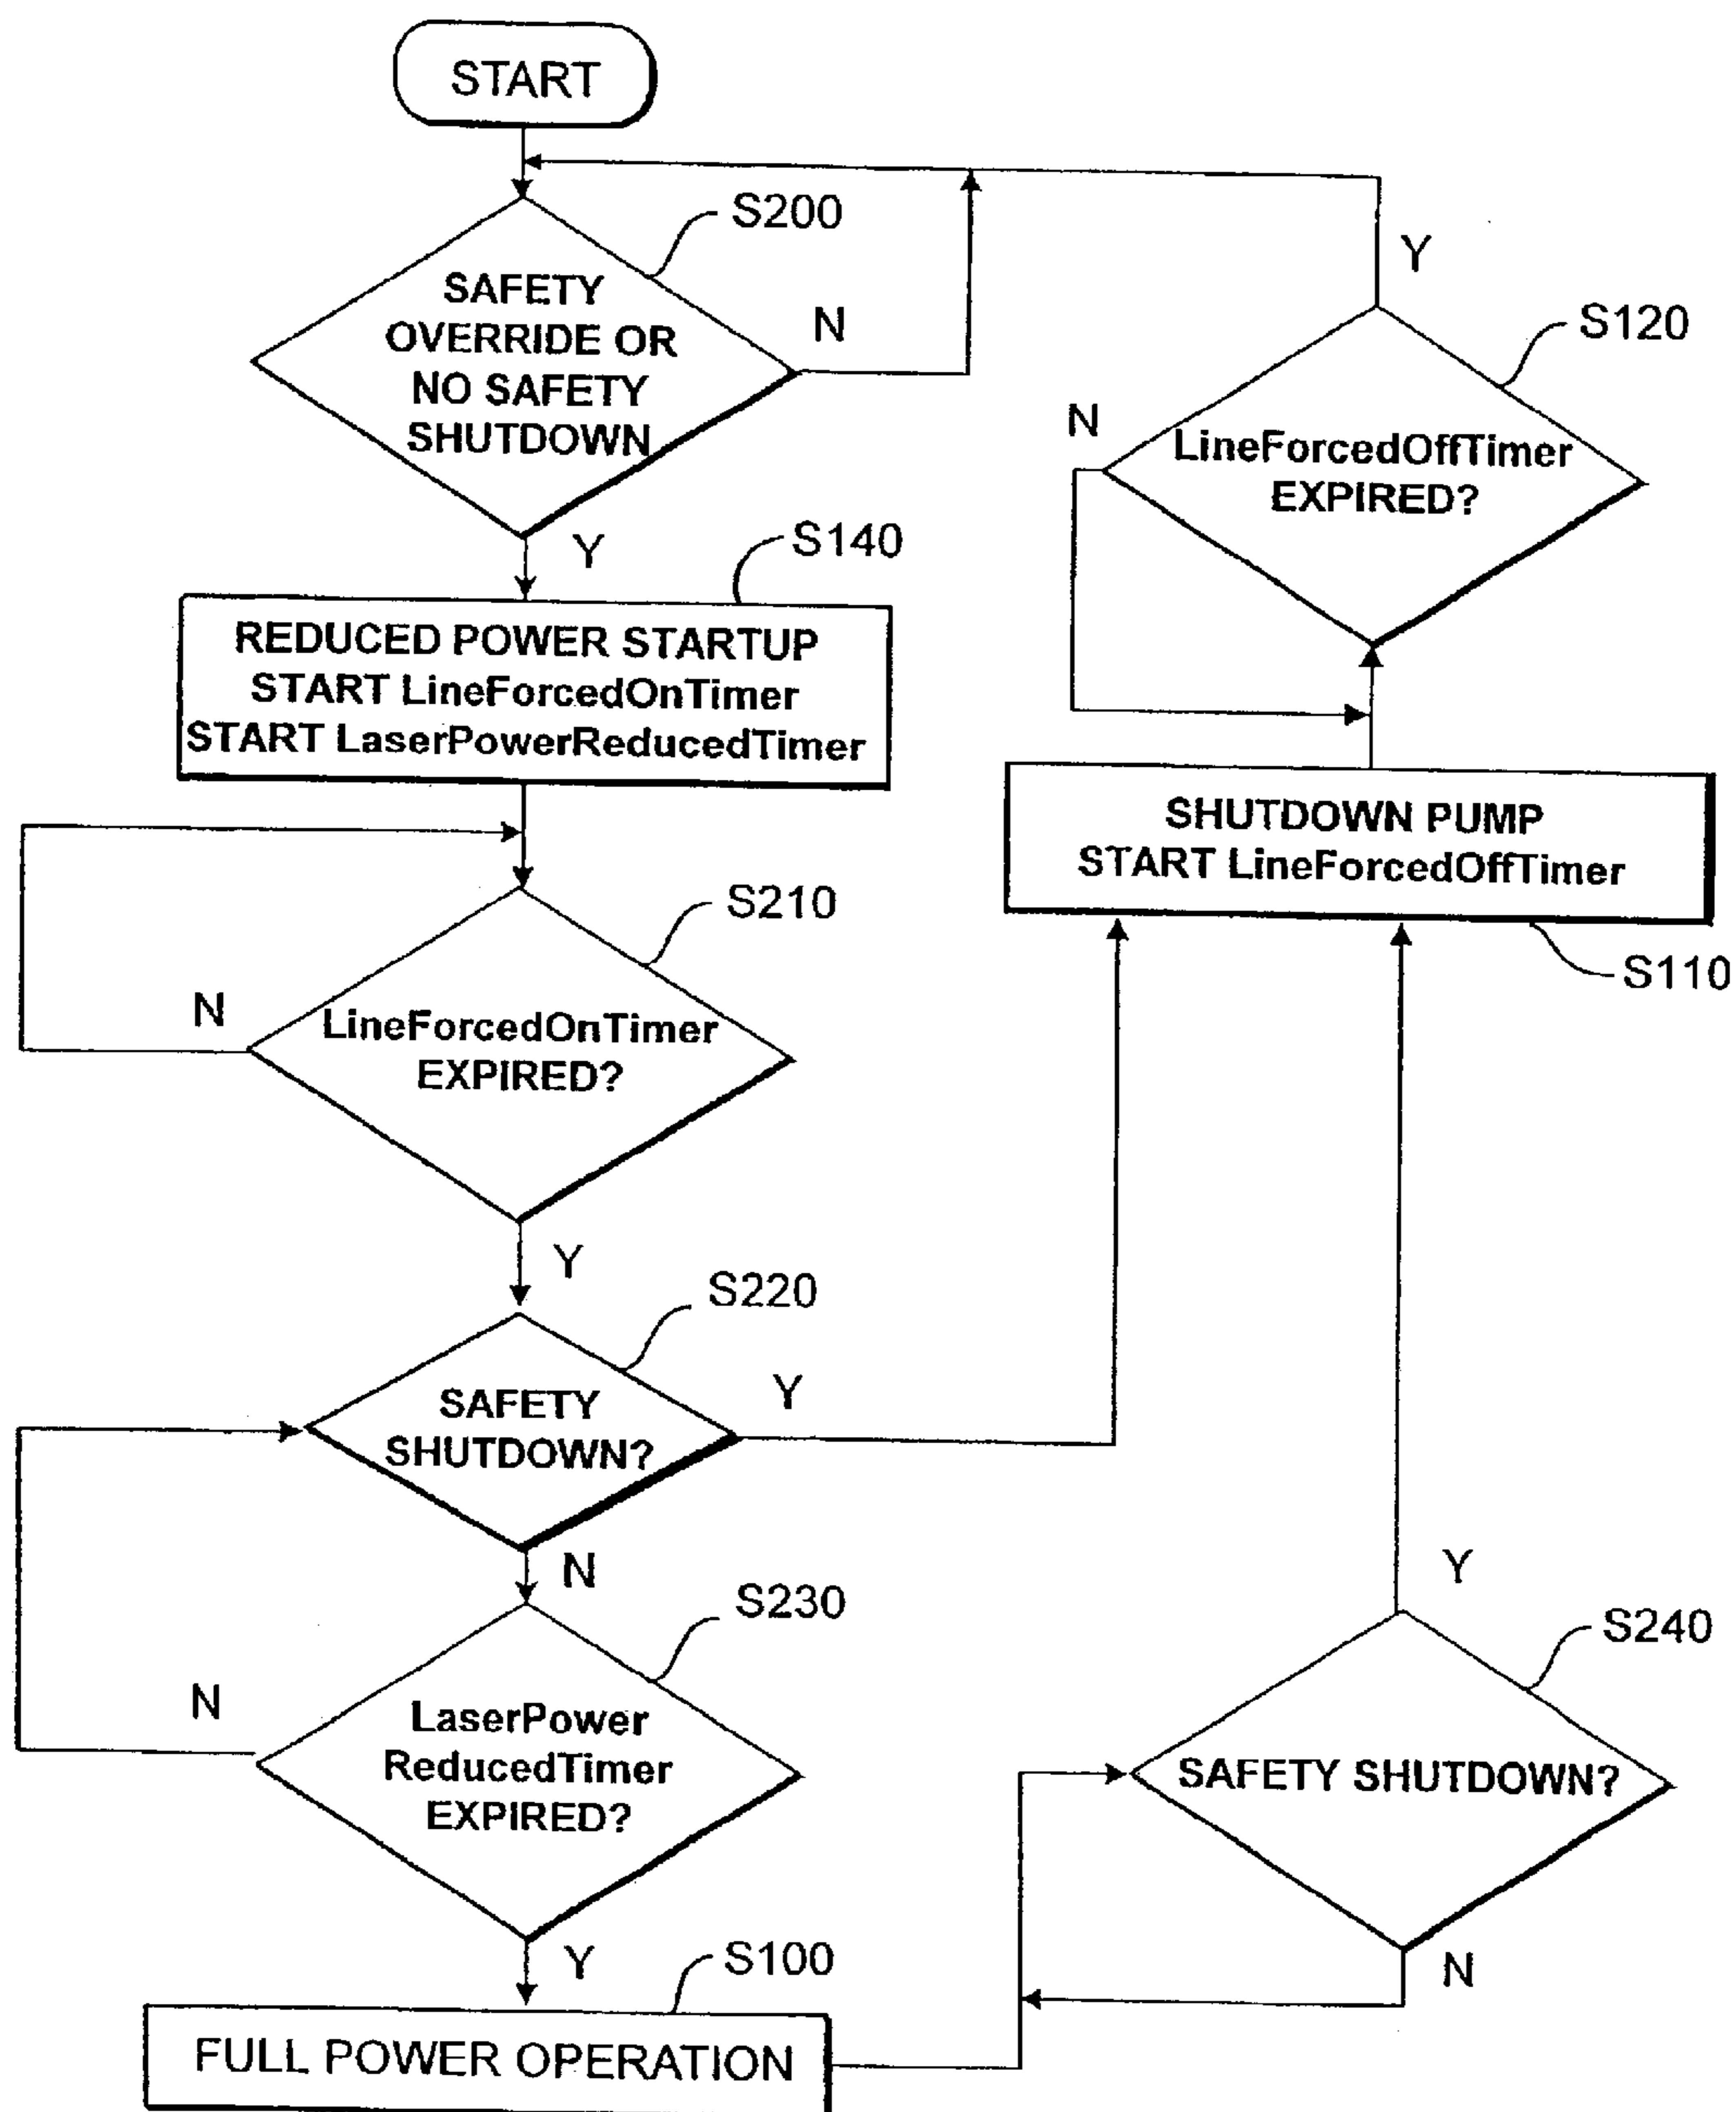 START
S200
SAFETY
OVERRIDE OR
NO SAFETY
SHUTDOWN
N
Y
S140
REDUCED POWER STARTUP
START LineForcedOnTimer
START LaserPowerReducedTimer
S210
LineForcedOnTimer
EXPIRED?
N
Y
S220
SAFETY
SHUTDOWN?
Y
N
S230
LaserPower
ReducedTimer
EXPIRED?
N
Y
S100
FULL POWER OPERATION
Y
S120
N
LineForcedOffTimer
EXPIRED?
SHUTDOWN PUMP
START LineForcedOffTimer
S110
Y
S240
SAFETY SHUTDOWN?
N